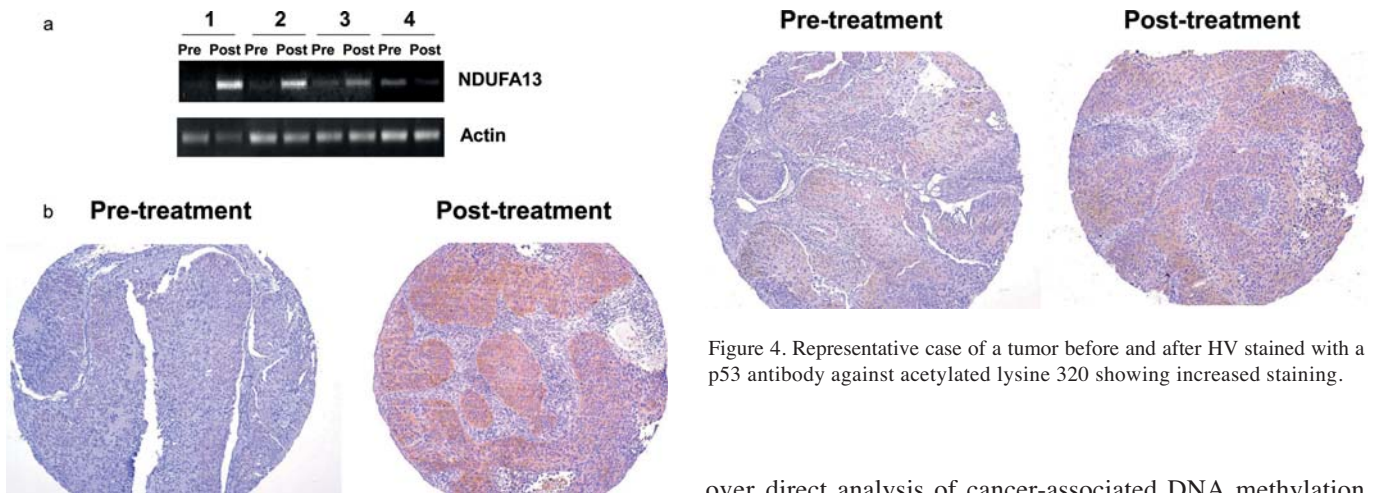 a
1 2 3 4
Pre Post Pre Post Pre Post Pre Post
NDUFA13
Actin
b Pre-treatment Post-treatment
Pre-treatment Post-treatment
Figure 4. Representative case of a tumor before and after HV stained with a
p53 antibody against acetylated lysine 320 showing increased staining.
over direct analysis of cancer-associated DNA methylation